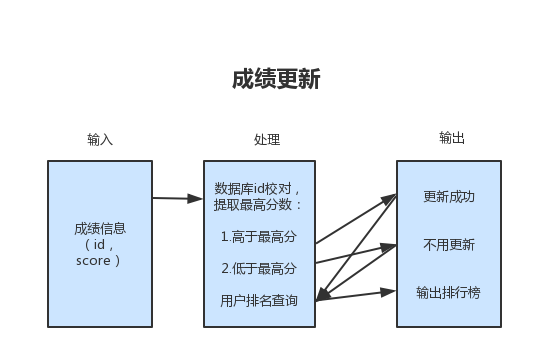 成绩更新
输入
处理
输出
成绩信息
（id，
score）
数据库id校对，
提取最高分数：
1.高于最高分
2.低于最高分
用户排名查询
更新成功
不用更新
输出排行榜